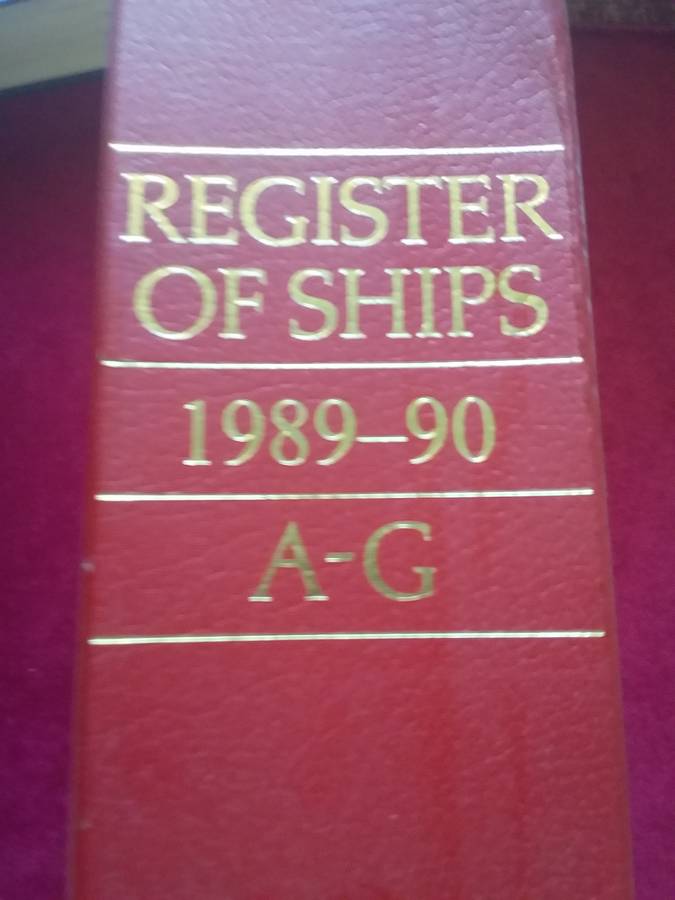 REGISTER
OF SHIPS
1989–90
A-G